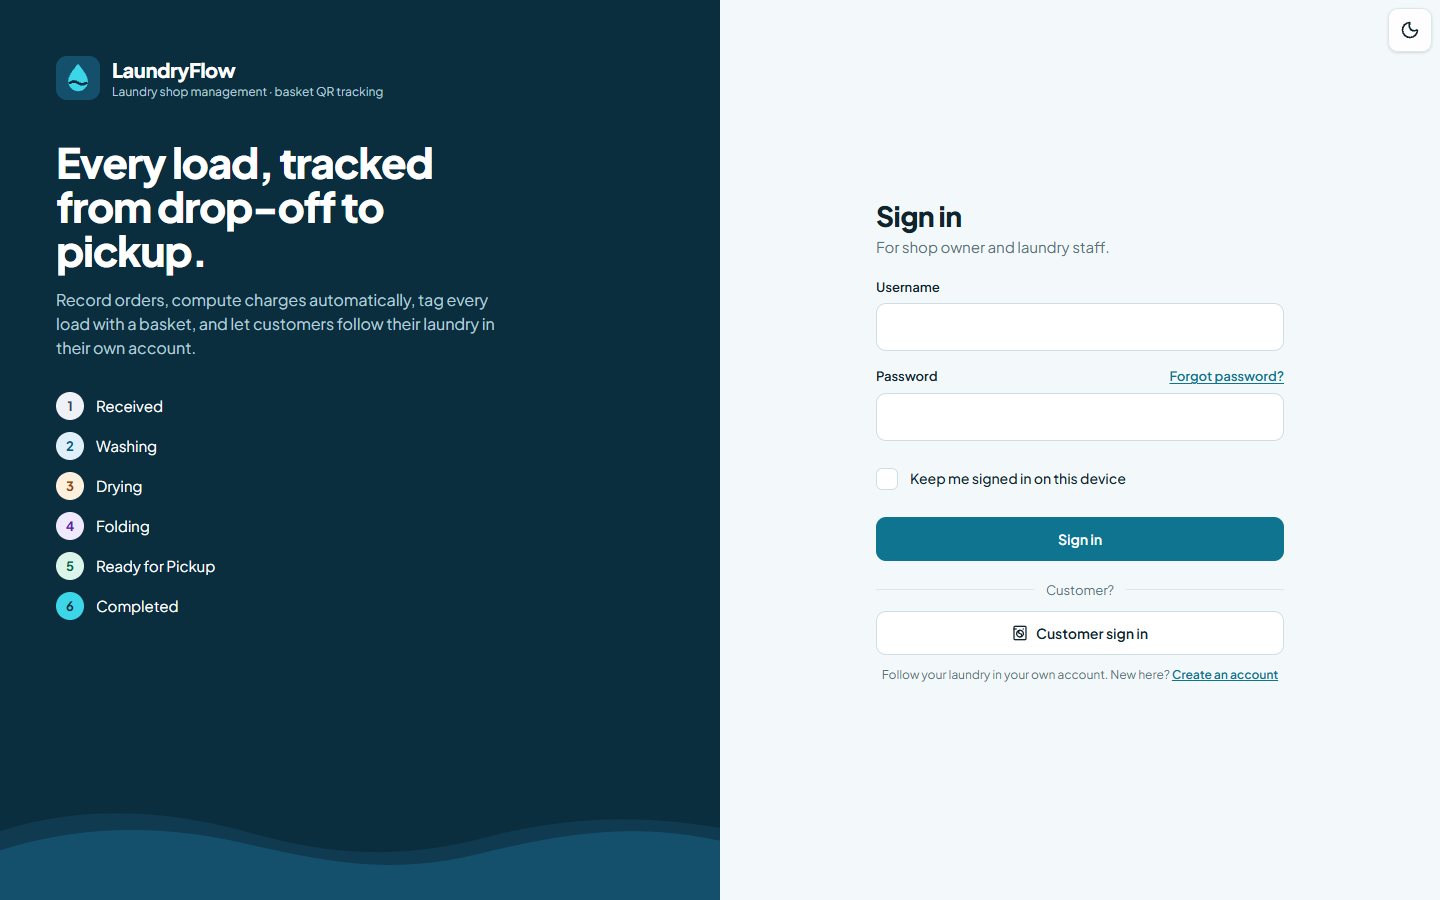 LaundryFlow
Laundry shop management · basket QR tracking
Every load, tracked
from drop-off to
pickup.
Record orders, compute charges automatically, tag every
load with a basket, and let customers follow their laundry in
their own account.
1 Received
2 Washing
3 Drying
4 Folding
5 Ready for Pickup
6 Completed
Sign in
For shop owner and laundry staff.
Username
Password Forgot password?
Keep me signed in on this device
Sign in
Customer?
Customer sign in
Follow your laundry in your own account. New here? Create an account